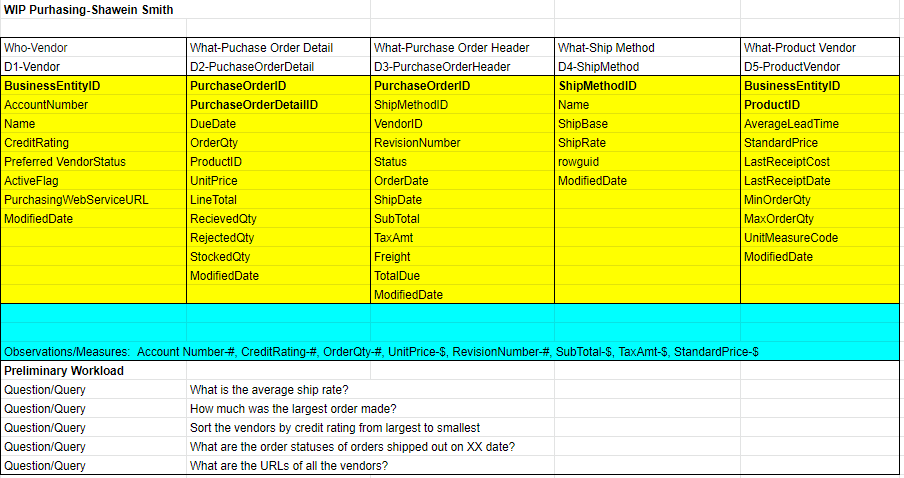 WIP Purhasing-Shawein Smith
Who-Vendor What-Puchase Order Detail What-Purchase Order Header What-Ship Method What-Product Vendor
D1-Vendor D2-PuchaseOrderDetail D3-PurchaseOrderHeader D4-ShipMethod D5-ProductVendor
BusinessEntityID PurchaseOrderID PurchaseOrderID ShipMethodID BusinessEntityID
AccountNumber PurchaseOrderDetailID ShipMethodID Name ProductID
Name DueDate VendorID ShipBase AverageLeadTime
CreditRating OrderQty RevisionNumber ShipRate StandardPrice
Preferred VendorStatus ProductID Status rowguid LastReceiptCost
ActiveFlag UnitPrice OrderDate ModifiedDate LastReceiptDate
PurchasingWebServiceURL LineTotal ShipDate MinOrderQty
ModifiedDate RecievedQty SubTotal MaxOrderQty
RejectedQty TaxAmt UnitMeasureCode
StockedQty Freight ModifiedDate
ModifiedDate TotalDue
ModifiedDate
Observations/Measures: Account Number-#, CreditRating-#, OrderQty-#, UnitPrice-$, RevisionNumber-#, SubTotal-$, TaxAmt-$, StandardPrice-$
Preliminary Workload
Question/Query What is the average ship rate?
Question/Query How much was the largest order made?
Question/Query Sort the vendors by credit rating from largest to smallest
Question/Query What are the order statuses of orders shipped out on XX date?
Question/Query What are the URLs of all the vendors?